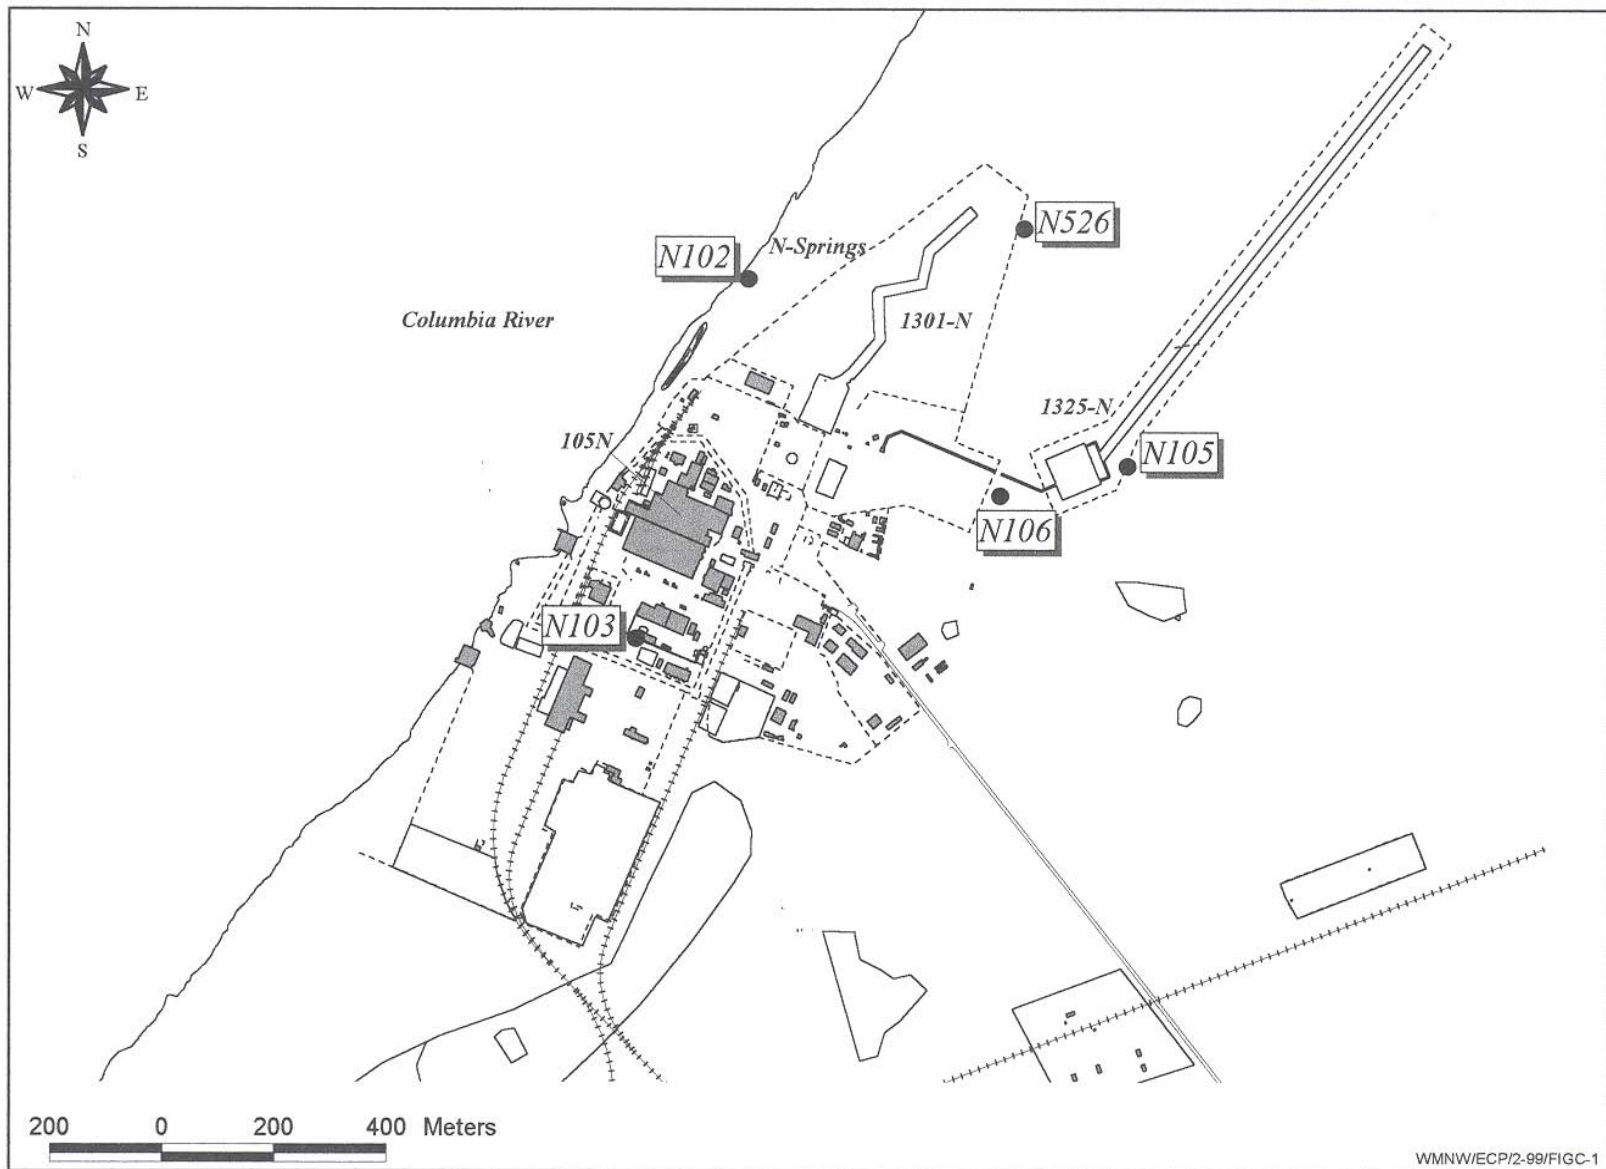 N
W E
S
N526
N102
N-Springs
Columbia River
1301-N
1325-N
105N
N105
N106
N103
200 0 200 400 Meters
WMNW/ECP/2-99/FIGC-1